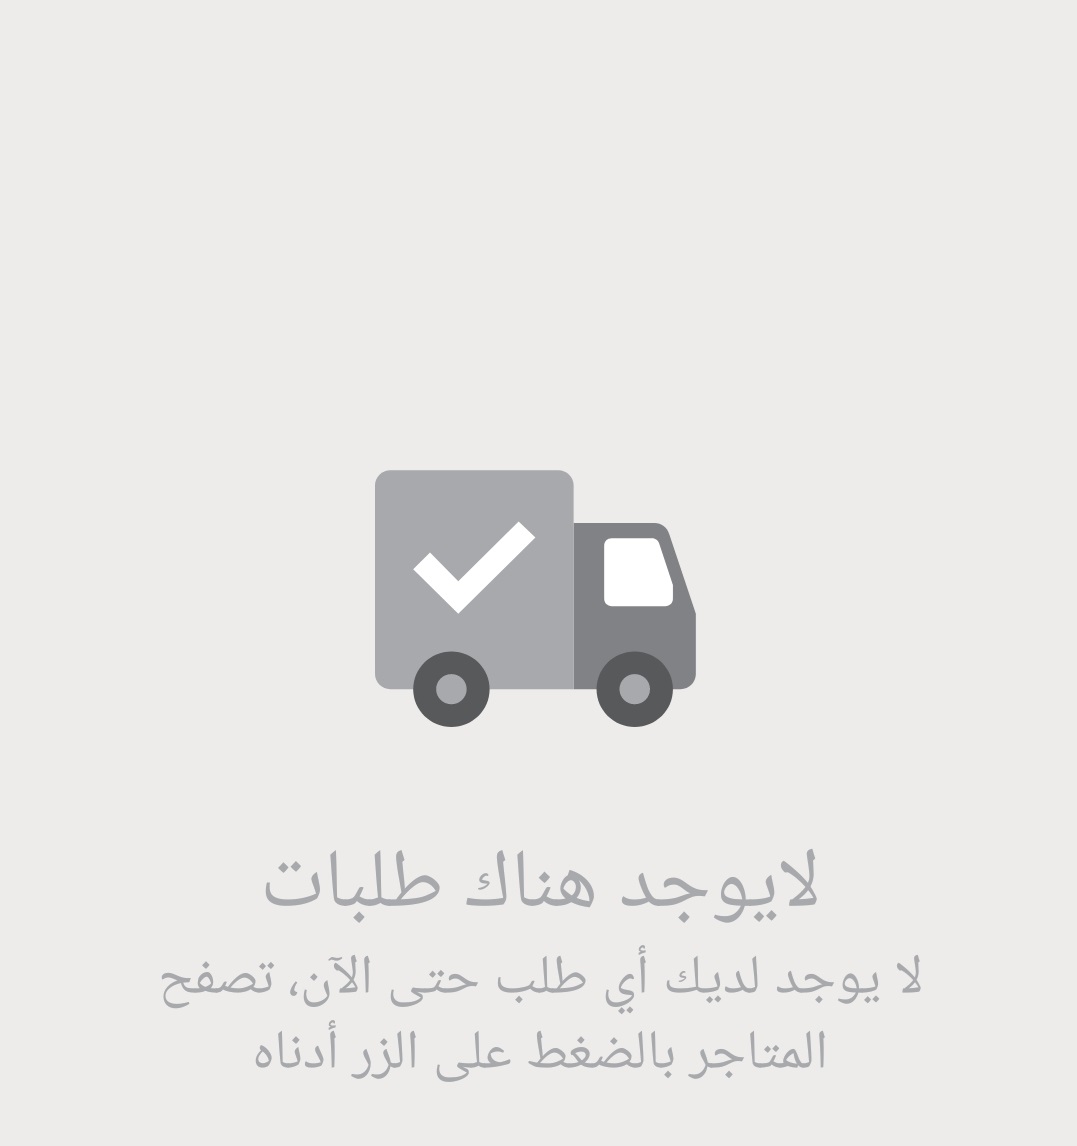 لايوجد هناك طلبات
لا يوجد لديك أي طلب حتى الآن، تصفح
المتاجر بالضغط على الزر أدناه